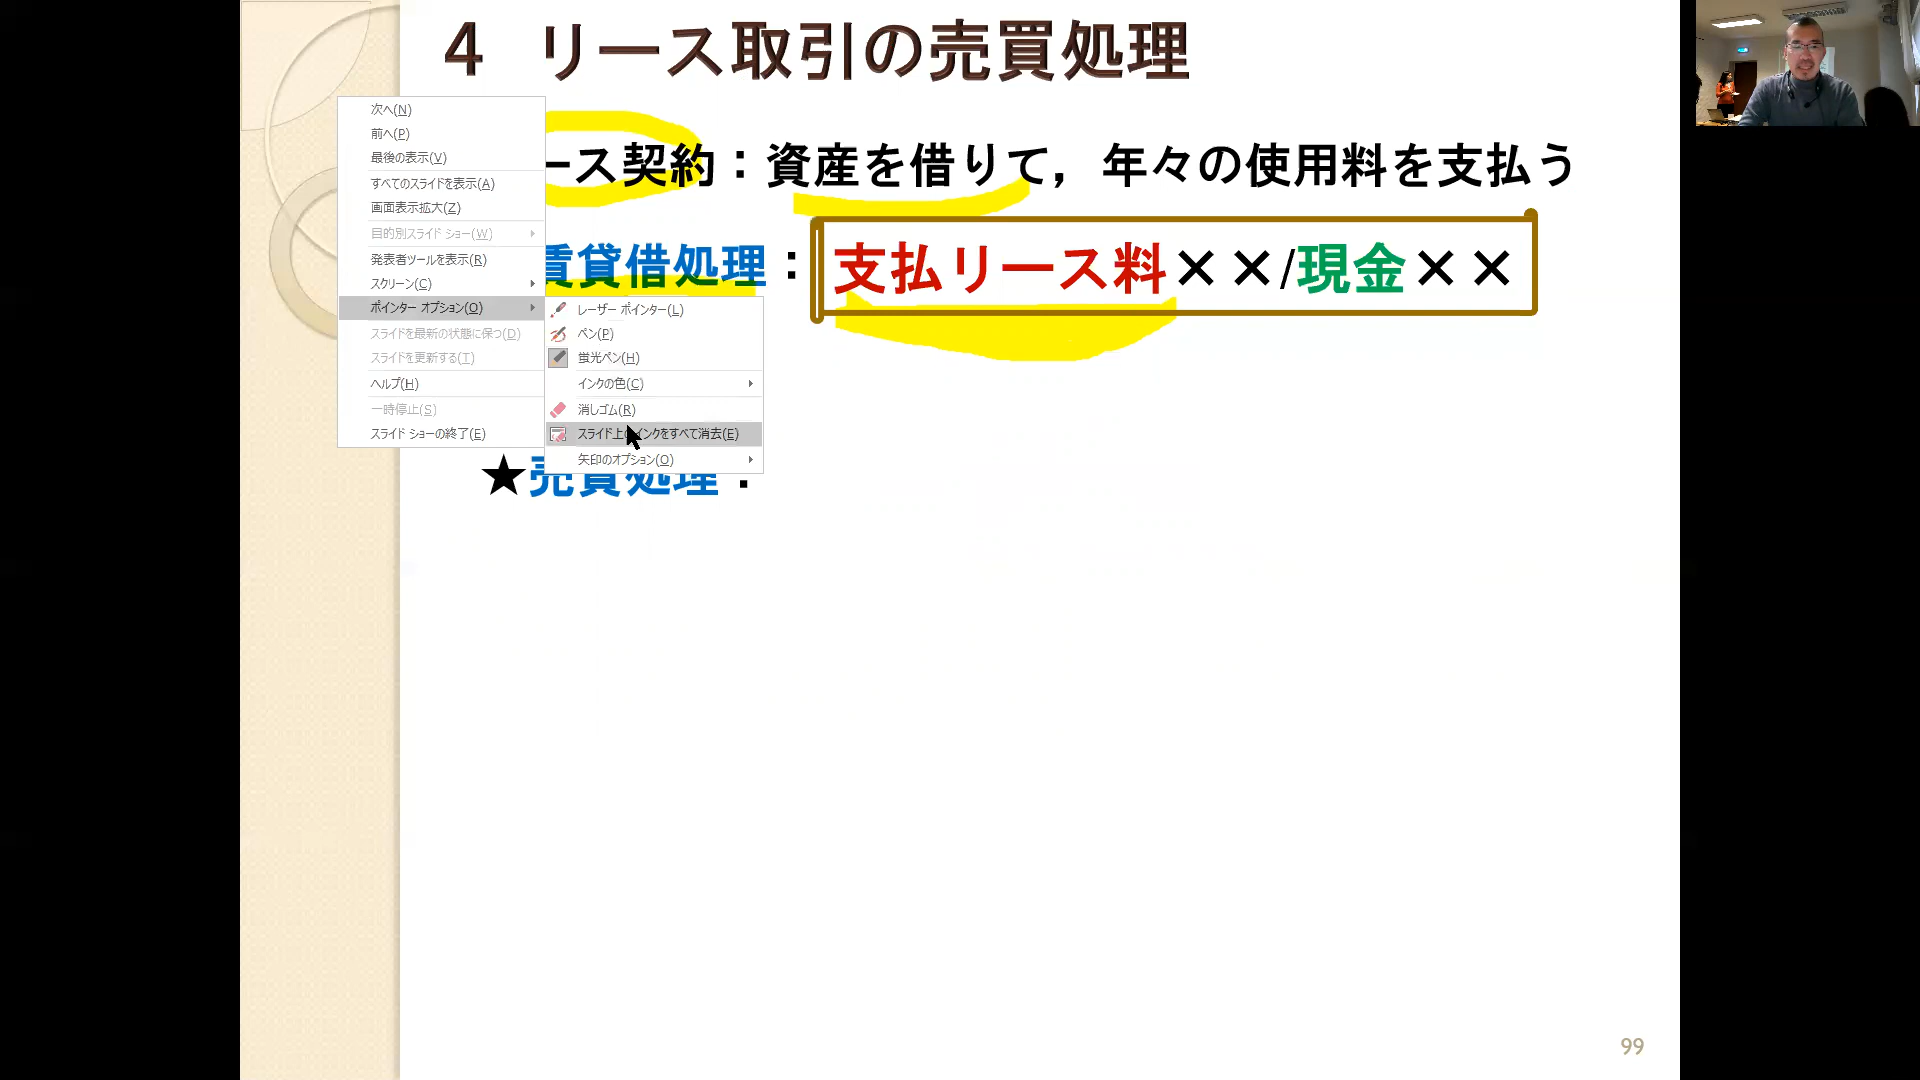 ４　リース取引の売買処理
ース契約：資産を借りて，年々の使用料を支払う
賃貸借処理：支払リース料××/現金××
★売買処理：
次へ(N)
前へ(P)
最後の表示(V)
すべてのスライドを表示(A)
画面表示拡大(Z)
目的別スライド ショー(W)
発表者ツールを表示(R)
スクリーン(C)
ポインター オプション(O)
スライドを最新の状態に保つ(D)
スライドを更新する(T)
ヘルプ(H)
一時停止(S)
スライド ショーの終了(E)
レーザー ポインター(L)
ペン(P)
蛍光ペン(H)
インクの色(C)
消しゴム(R)
スライド上のインクをすべて消去(E)
矢印のオプション(O)
99